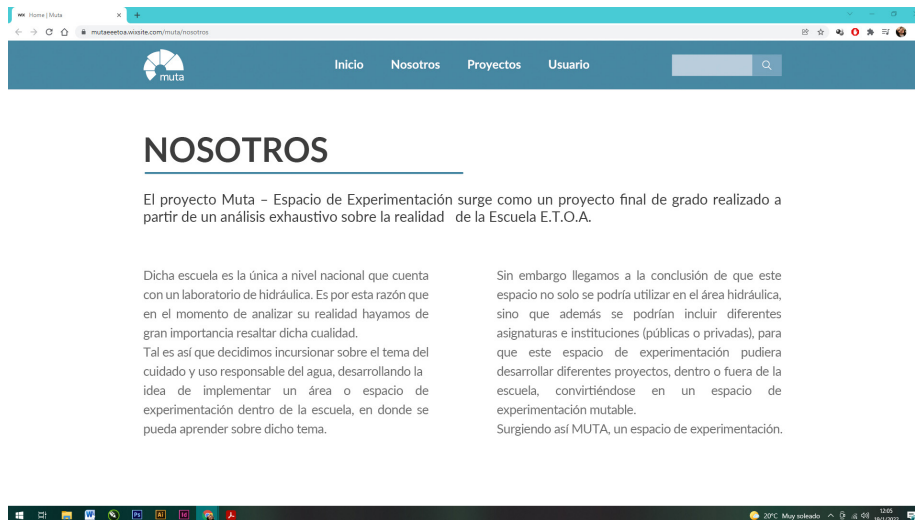 Home | Muta
mutaeeetoa.wixsite.com/muta/nosotros
muta
Inicio Nosotros Proyectos Usuario
NOSOTROS
El proyecto Muta – Espacio de Experimentación surge como un proyecto final de grado realizado a
partir de un análisis exhaustivo sobre la realidad de la Escuela E.T.O.A.
Dicha escuela es la única a nivel nacional que cuenta
con un laboratorio de hidráulica. Es por esta razón que
en el momento de analizar su realidad hayamos de
gran importancia resaltar dicha cualidad.
Tal es así que decidimos incursionar sobre el tema del
cuidado y uso responsable del agua, desarrollando la
idea de implementar un área o espacio de
experimentación dentro de la escuela, en donde se
pueda aprender sobre dicho tema.
Sin embargo llegamos a la conclusión de que este
espacio no solo se podría utilizar en el área hidráulica,
sino que además se podrían incluir diferentes
asignaturas e instituciones (públicas o privadas), para
que este espacio de experimentación pudiera
desarrollar diferentes proyectos, dentro o fuera de la
escuela, convirtiéndose en un espacio de
experimentación mutable.
Surgiendo así MUTA, un espacio de experimentación.
20°C Muy soleado
12:05